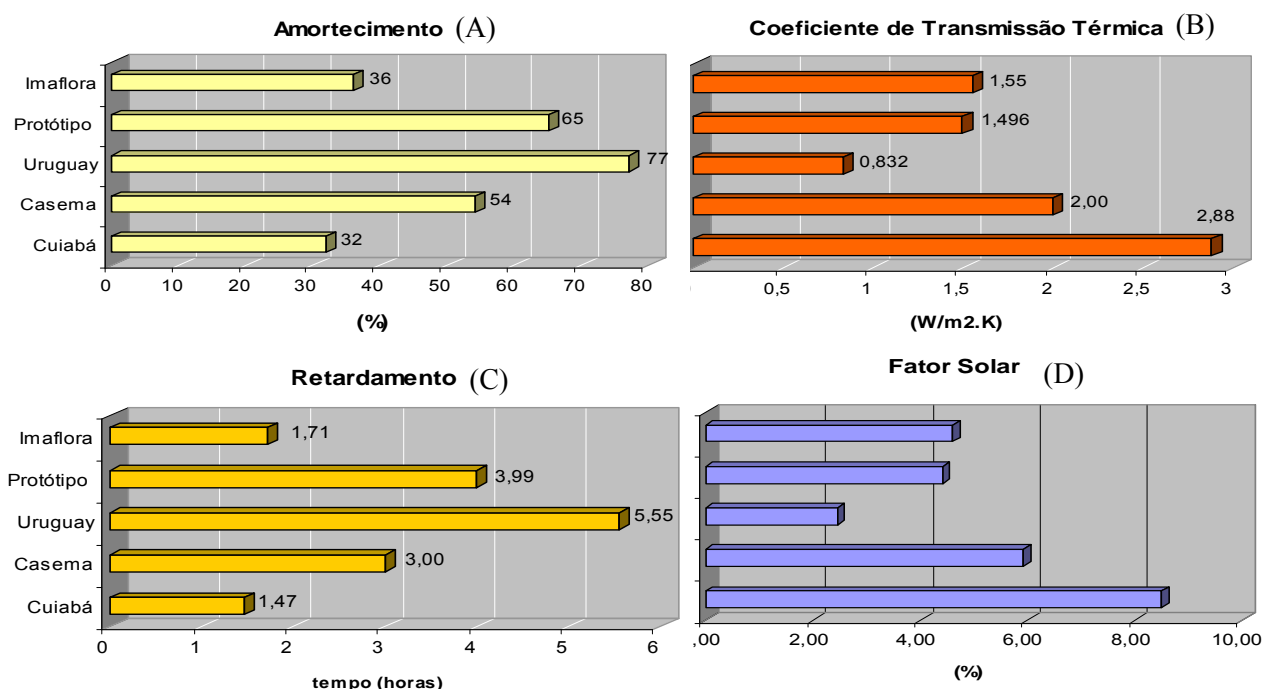 Amortecimento (A)
Imaflora 36
Protótipo 65
Uruguay 77
Casema 54
Cuiabá 32
0 10 20 30 40 50 60 70 80
(%)
Coeficiente de Transmissão Térmica (B)
1,55
1,496
0,832
2,00
2,88
0,5 1 1,5 2 2,5 3
(W/m2.K)
Retardamento (C)
Imaflora 1,71
Protótipo 3,99
Uruguay 5,55
Casema 3,00
Cuiabá 1,47
0 1 2 3 4 5 6
tempo (horas)
Fator Solar (D)
,00 2,00 4,00 6,00 8,00 10,00
(%)